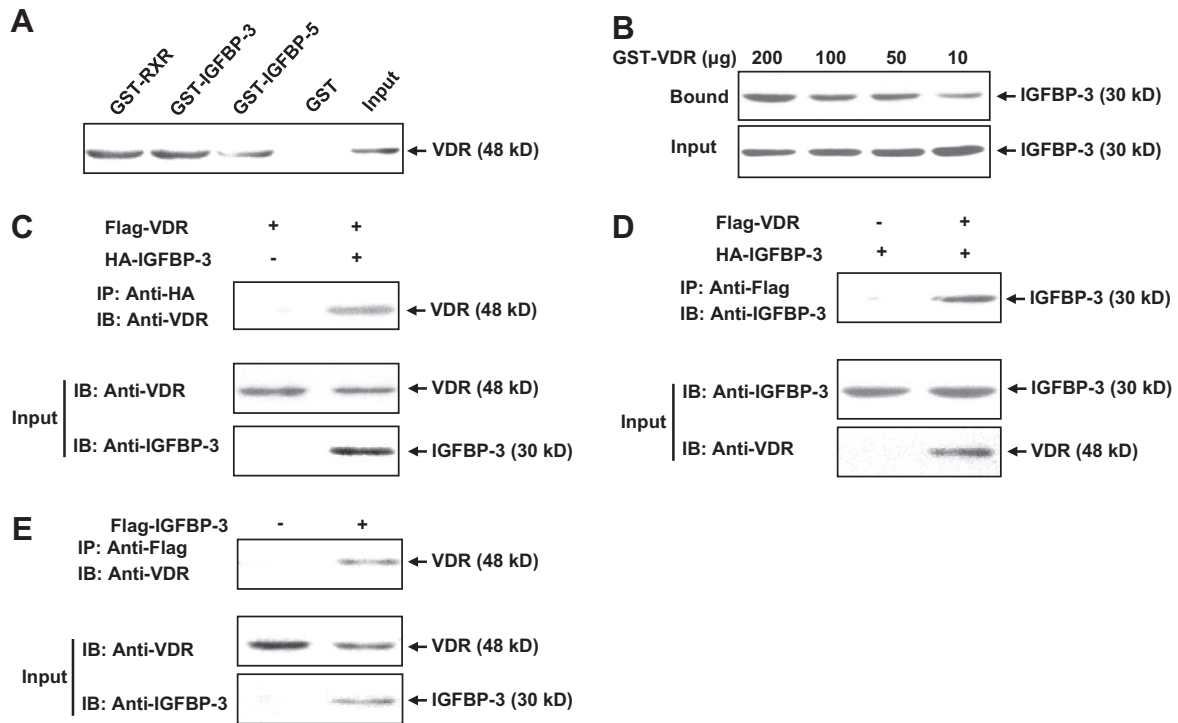 A
GST-RXR
GST-IGFBP-3
GST-IGFBP-5
GST
Input
VDR (48 kD)
B
GST-VDR (µg) 200 100 50 10
Bound IGFBP-3 (30 kD)
Input IGFBP-3 (30 kD)
C
Flag-VDR + +
HA-IGFBP-3 - +
IP: Anti-HA
IB: Anti-VDR
VDR (48 kD)
Input
IB: Anti-VDR VDR (48 kD)
IB: Anti-IGFBP-3 IGFBP-3 (30 kD)
D
Flag-VDR - +
HA-IGFBP-3 + +
IP: Anti-Flag
IB: Anti-IGFBP-3
IGFBP-3 (30 kD)
Input
IB: Anti-IGFBP-3 IGFBP-3 (30 kD)
IB: Anti-VDR VDR (48 kD)
E
Flag-IGFBP-3 - +
IP: Anti-Flag
IB: Anti-VDR
VDR (48 kD)
Input
IB: Anti-VDR VDR (48 kD)
IB: Anti-IGFBP-3 IGFBP-3 (30 kD)